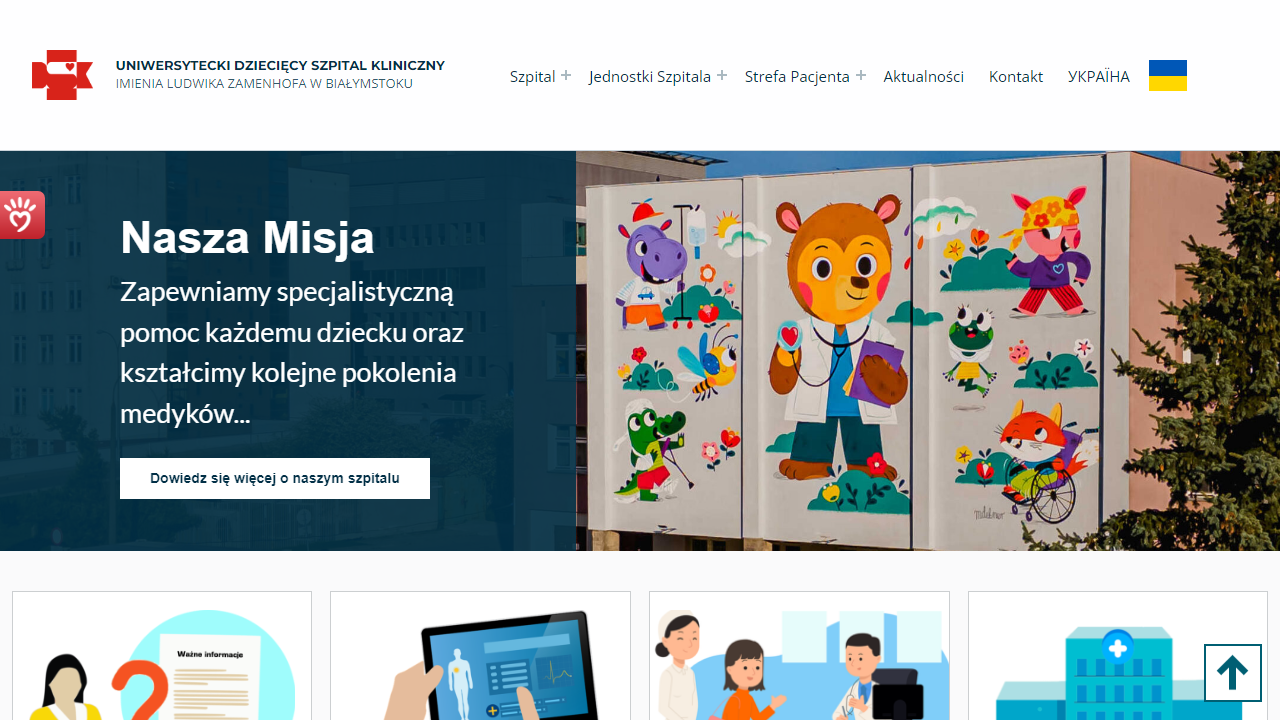 UNIWERSYTECKI DZIECIĘCY SZPITAL KLINICZNY
IMIENIA LUDWIKA ZAMENHOFA W BIAŁYMSTOKU
Szpital
Jednostki Szpitala
Strefa Pacjenta
Aktualności
Kontakt
УКРАЇНА
Nasza Misja
Zapewniamy specjalistyczną
pomoc każdemu dziecku oraz
kształcimy kolejne pokolenia
medyków...
Dowiedz się więcej o naszym szpitalu
Ważne informacje